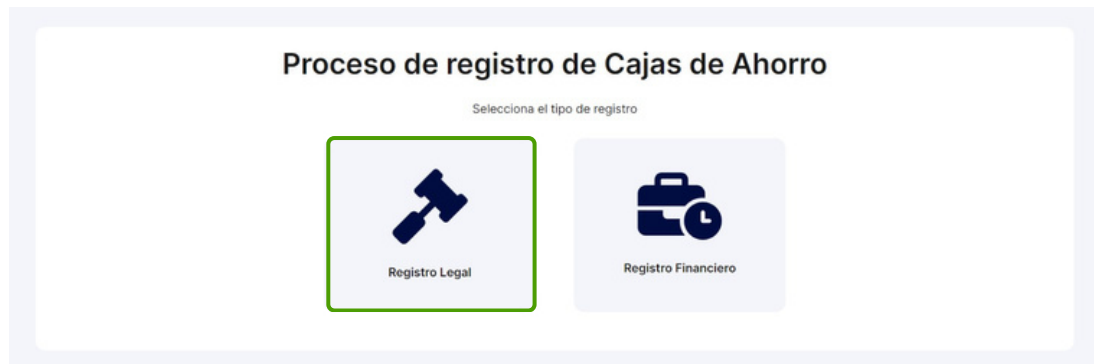 Proceso de registro de Cajas de Ahorro
Selecciona el tipo de registro
Registro Legal
Registro Financiero